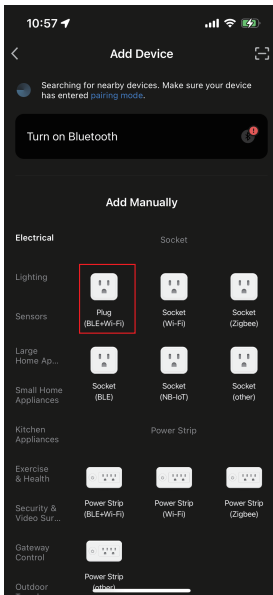 10:57
Add Device
Searching for nearby devices. Make sure your device
has entered pairing mode.
Turn on Bluetooth
Add Manually
Electrical
Socket
Lighting
Plug
(BLE+Wi-Fi)
Socket
(Wi-Fi)
Socket
(Zigbee)
Sensors
Large
Home Ap...
Socket
(BLE)
Socket
(NB-IoT)
Socket
(other)
Small Home
Appliances
Kitchen
Appliances
Power Strip
Exercise
& Health
Power Strip
(BLE+Wi-Fi)
Power Strip
(Wi-Fi)
Power Strip
(Zigbee)
Security &
Video Sur...
Gateway
Control
Power Strip
(other)
Outdoor